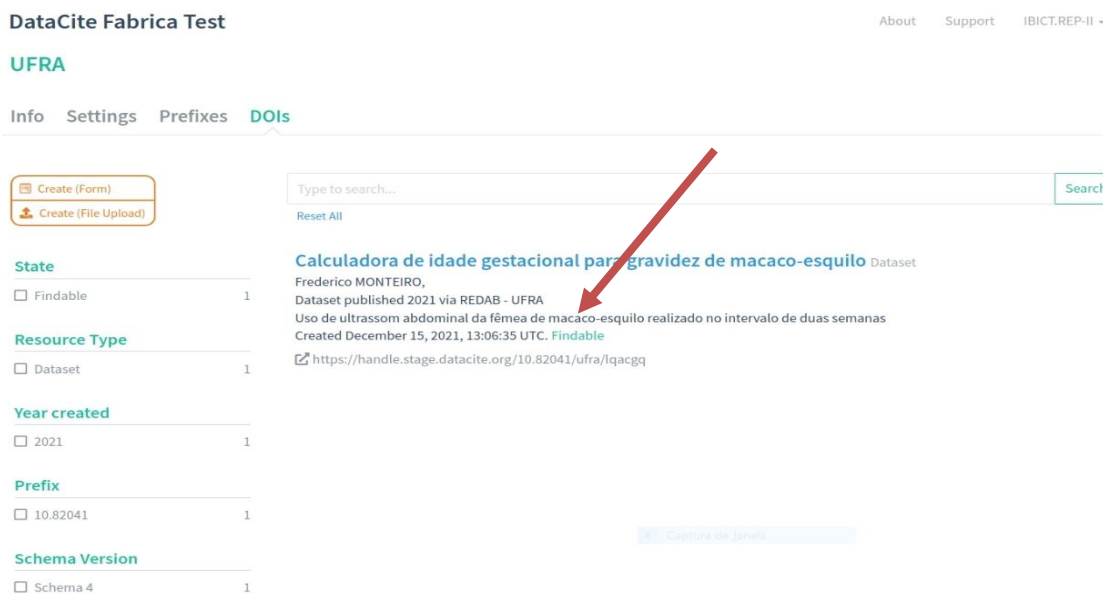 DataCite Fabrica Test
About Support IBICT.REP-II
UFRA
Info Settings Prefixes DOIs
Create (Form)
Create (File Upload)
Type to search...
Search
Reset All
State
Findable 1
Resource Type
Dataset 1
Year created
2021 1
Prefix
10.82041 1
Schema Version
Schema 4 1
Calculadora de idade gestacional para gravidez de macaco-esquilo Dataset
Frederico MONTEIRO,
Dataset published 2021 via REDAB - UFRA
Uso de ultrassom abdominal da fêmea de macaco-esquilo realizado no intervalo de duas semanas
Created December 15, 2021, 13:06:35 UTC. Findable
https://handle.stage.datacite.org/10.82041/ufra/lqacgq
Captura de Janela